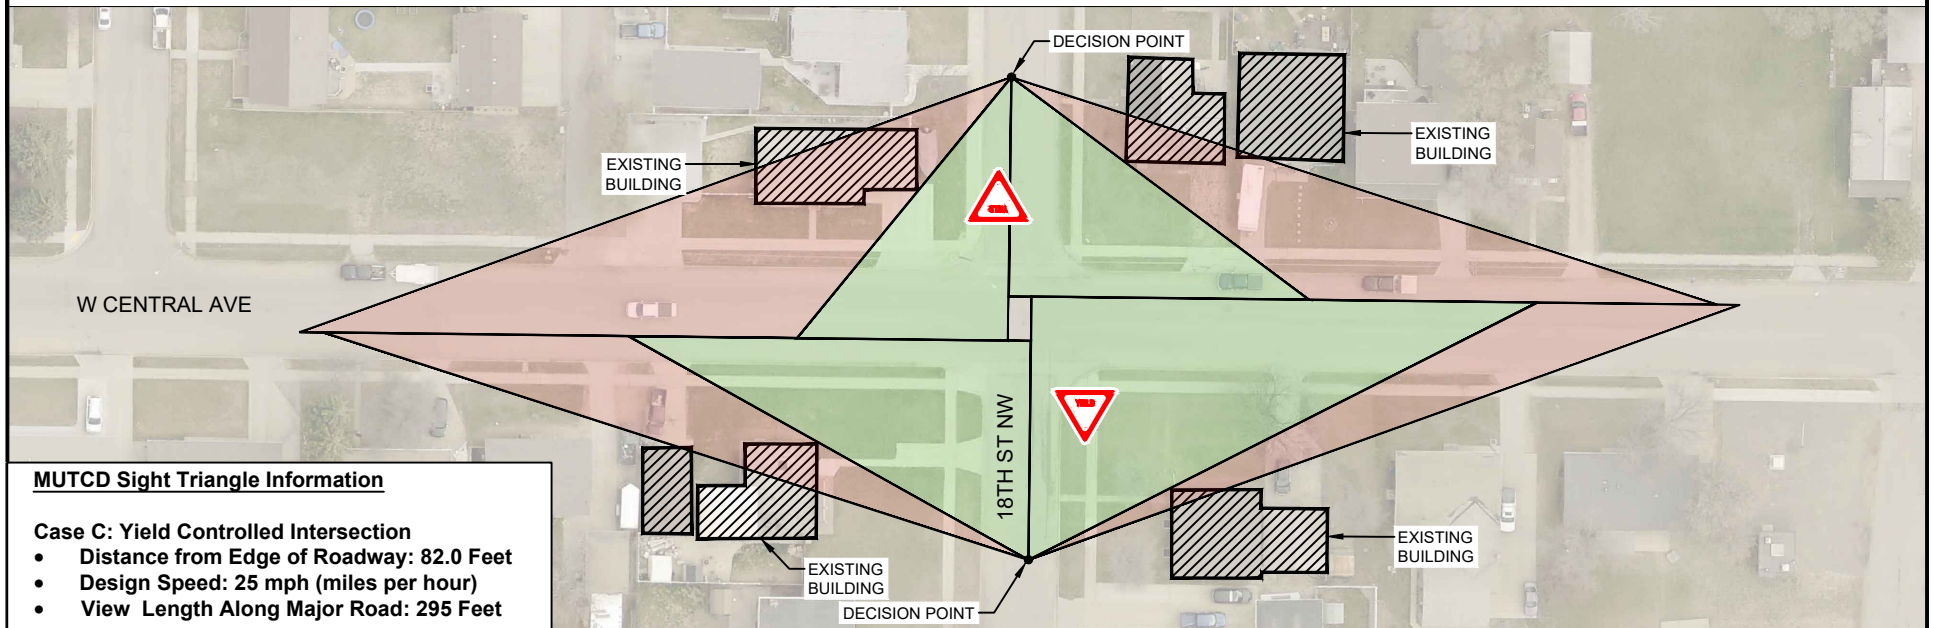 DECISION POINT
EXISTING
BUILDING
EXISTING
BUILDING
YIELD
W CENTRAL AVE
YIELD
18TH ST NW
MUTCD Sight Triangle Information
Case C: Yield Controlled Intersection
• Distance from Edge of Roadway: 82.0 Feet
• Design Speed: 25 mph (miles per hour)
• View Length Along Major Road: 295 Feet
EXISTING
BUILDING
EXISTING
BUILDING
DECISION POINT